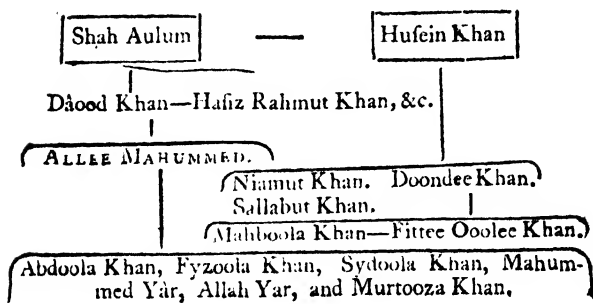 Shah Aulum — Huſein Khan
Dâood Khan—Hafiz Rahmut Khan, &c.
ALLEE MAHUMMED.
Niamut Khan. Doondee Khan.
Sallabut Khan.
Mahboola Khan—Fittee Ooolee Khan.
Abdoola Khan, Fyzoola Khan, Sydoola Khan, Mahum-
med Yàr, Allah Yar, and Murtooza Khan.